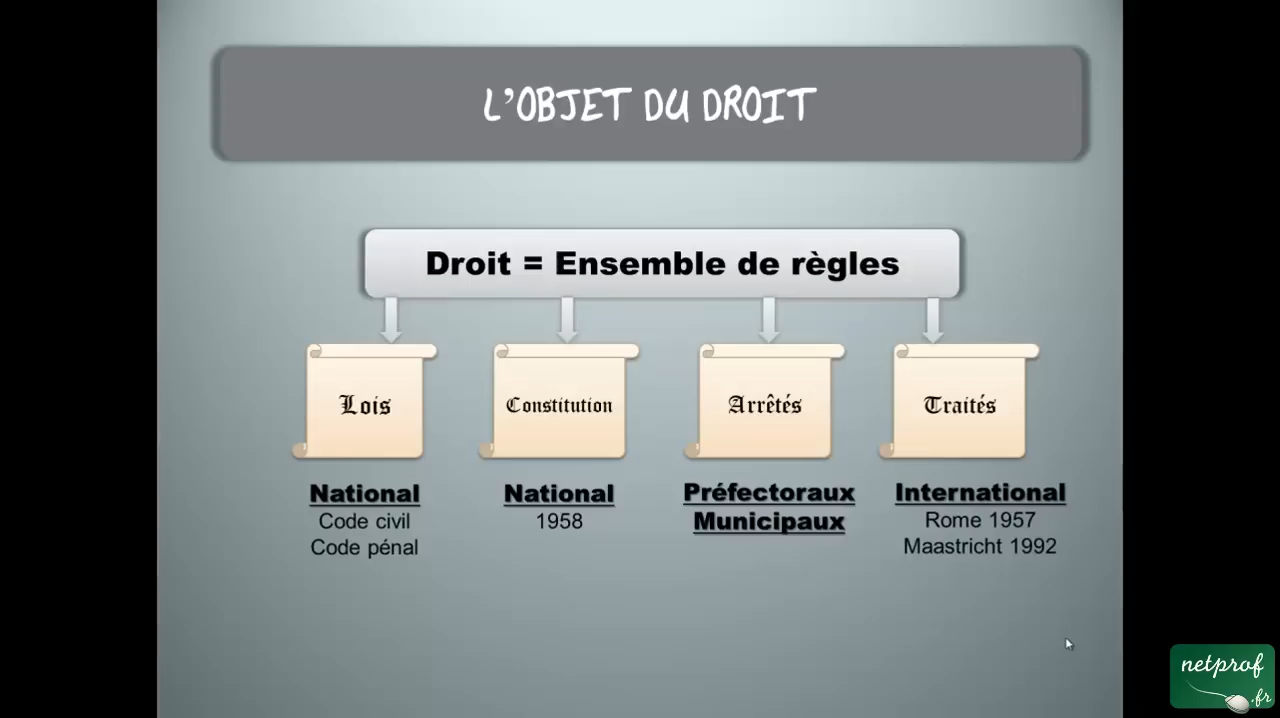 L'OBJET DU DROIT
Droit = Ensemble de règles
Lois
Constitution
Arrêtés
Traités
National
Code civil
Code pénal
National
1958
Préfectoraux
Municipaux
International
Rome 1957
Maastricht 1992
netprof
.fr